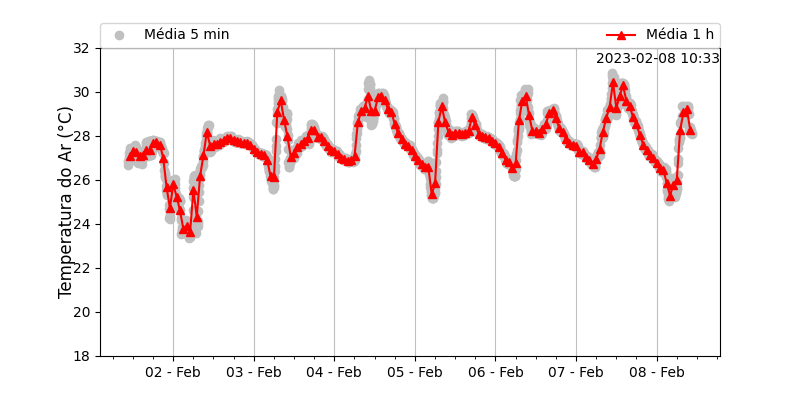 Média 5 min
Média 1 h
2023-02-08 10:33
Temperatura do Ar (°C)
32
30
28
26
24
22
20
18
02 - Feb
03 - Feb
04 - Feb
05 - Feb
06 - Feb
07 - Feb
08 - Feb